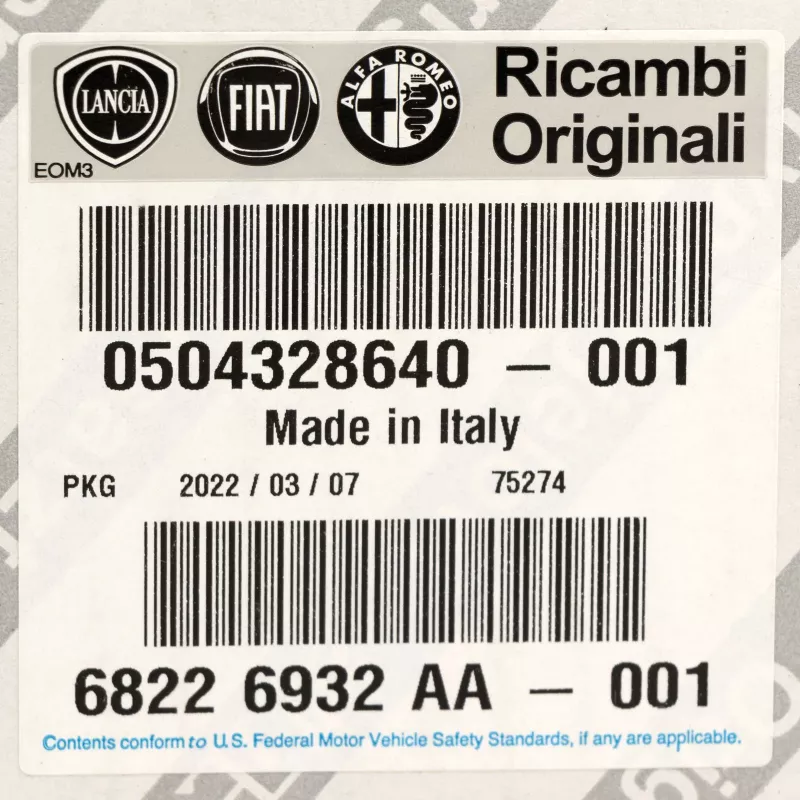 LANCIA
FIAT
ALFA ROMEO
Ricambi
Originali
EOM3
0504328640 – 001
Made in Italy
PKG 2022 / 03 / 07 75274
6822 6932 AA – 001
Contents conform to U.S. Federal Motor Vehicle Safety Standards, if any are applicable.